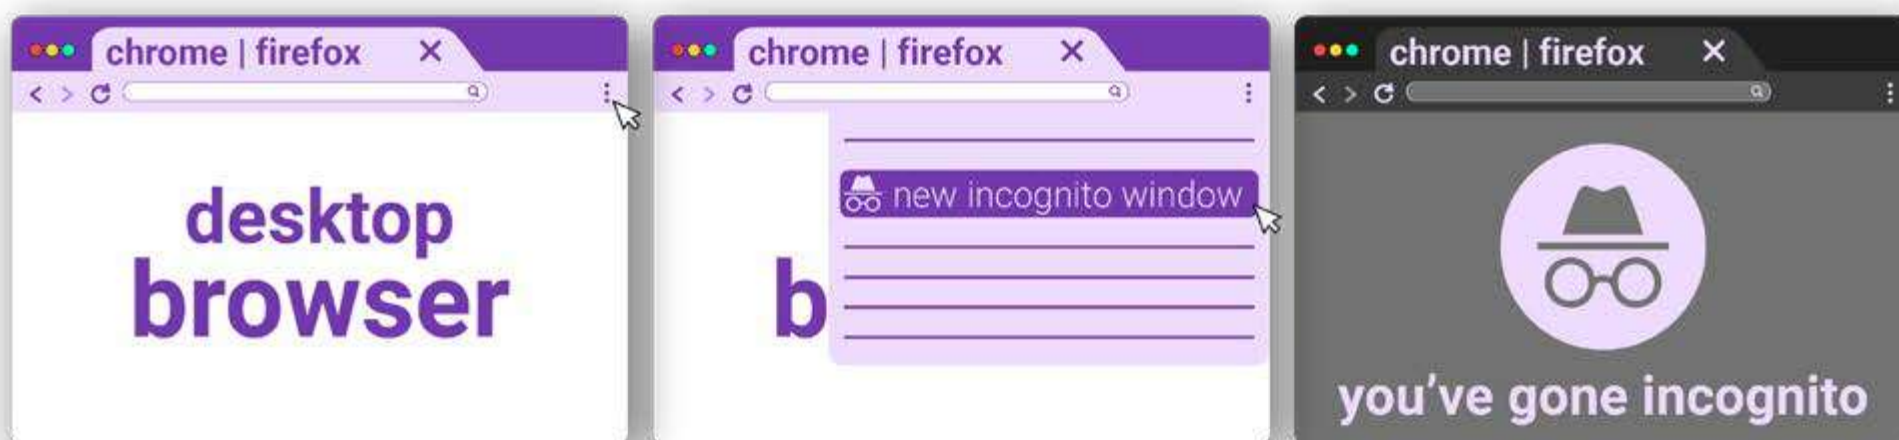 chrome | firefox
desktop
browser
chrome | firefox
new incognito window
b
chrome | firefox
you've gone incognito